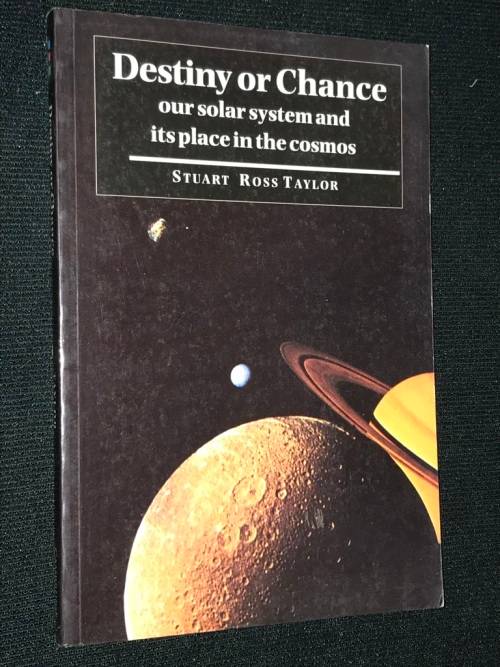 Destiny or Chance
our solar system and
its place in the cosmos
STUART ROSS TAYLOR